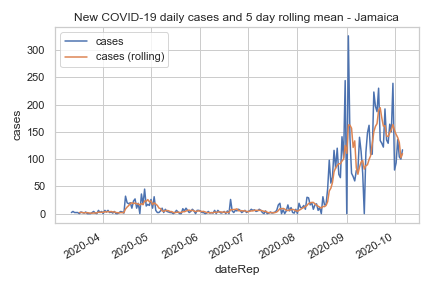 New COVID-19 daily cases and 5 day rolling mean - Jamaica
cases
cases (rolling)
300
250
200
150
100
50
0
cases
2020-04
2020-05
2020-06
2020-07
2020-08
2020-09
2020-10
dateRep